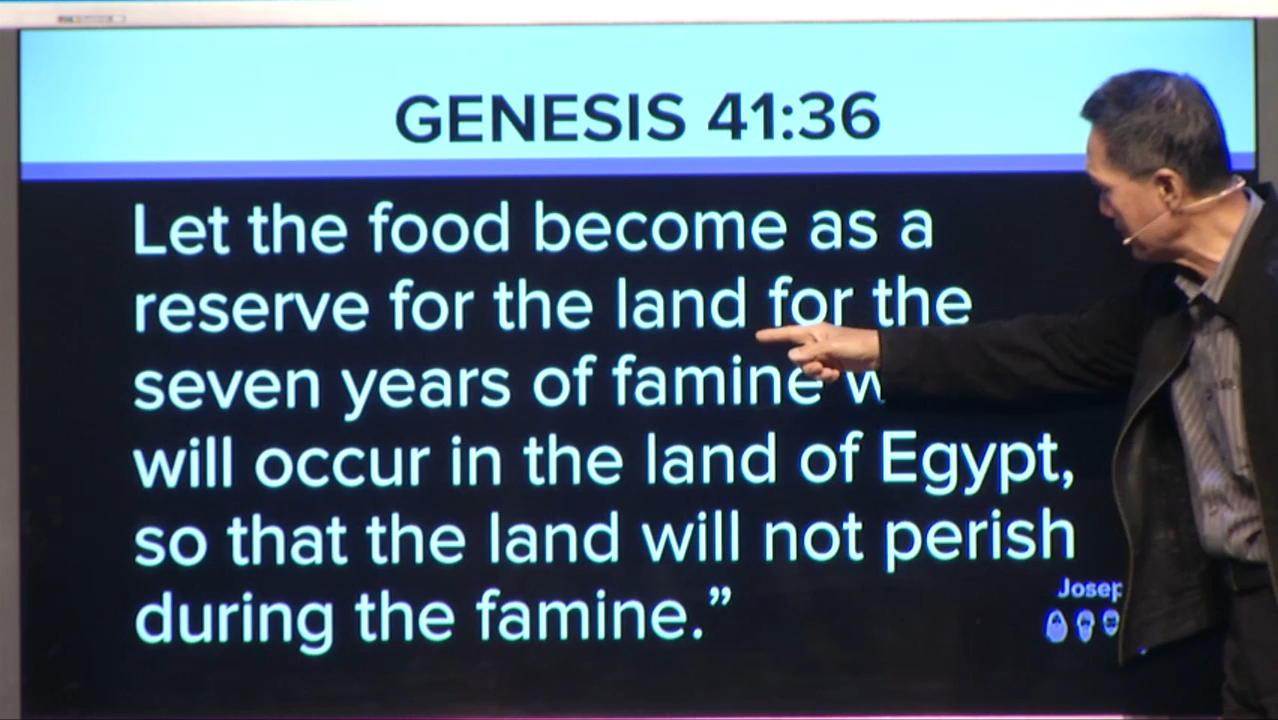 GENESIS 41:36
Let the food become as a
reserve for the land for the
seven years of famine
will occur in the land of Egypt,
so that the land will not perish
during the famine.”